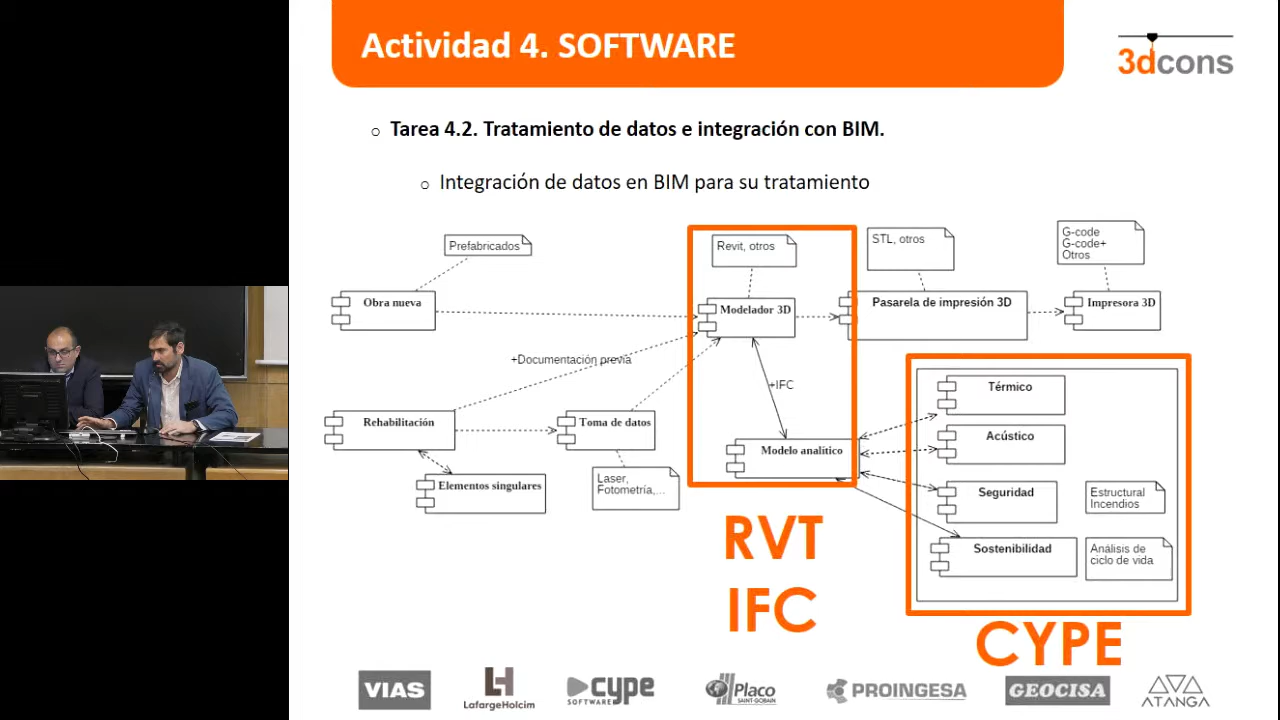 Actividad 4. SOFTWARE
3dcons
Tarea 4.2. Tratamiento de datos e integración con BIM.
Integración de datos en BIM para su tratamiento
Prefabricados
Revit, otros
STL, otros
G-code
G-code+
Otros
Obra nueva
Modelador 3D
Pasarela de impresión 3D
Impresora 3D
+Documentación previa
+IFC
Térmico
Rehabilitación
Toma de datos
Modelo analítico
Acústico
Elementos singulares
Laser,
Fotometría,...
Seguridad
Estructural
Incendios
Sostenibilidad
Análisis de
ciclo de vida
RVT
IFC
CYPE
VIAS
LH
LafargeHolcim
cype
SOFTWARE
Placo
SAINT-GOBAIN
PROINGESA
GEOCISA
ATANGA